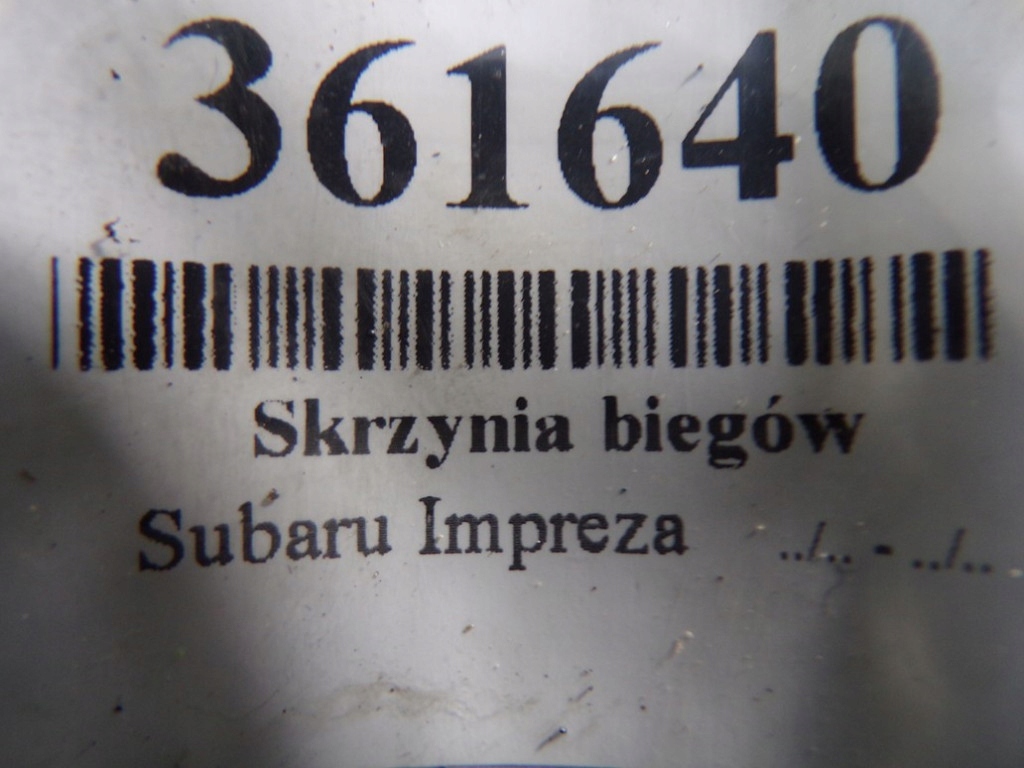 361640
Skrzynia biegów
Subaru Impreza ../.. - ../..